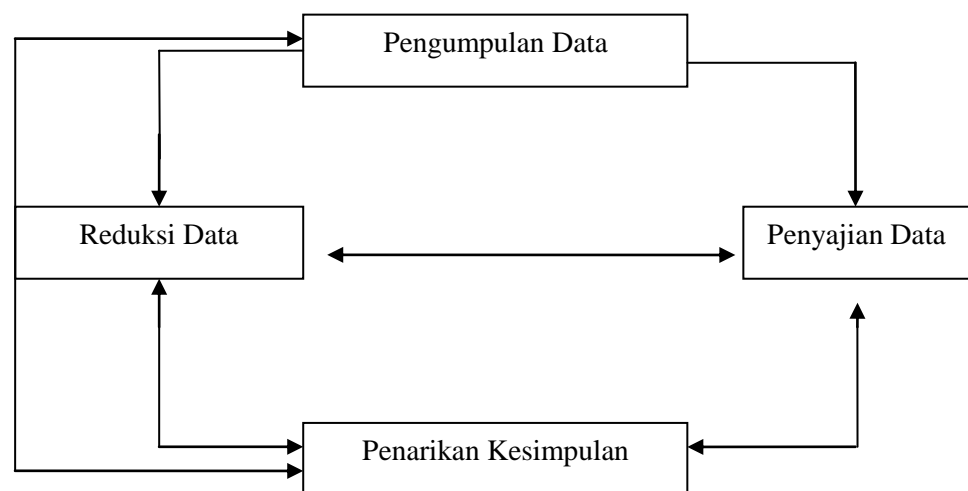 Pengumpulan Data
Reduksi Data
Penyajian Data
Penarikan Kesimpulan